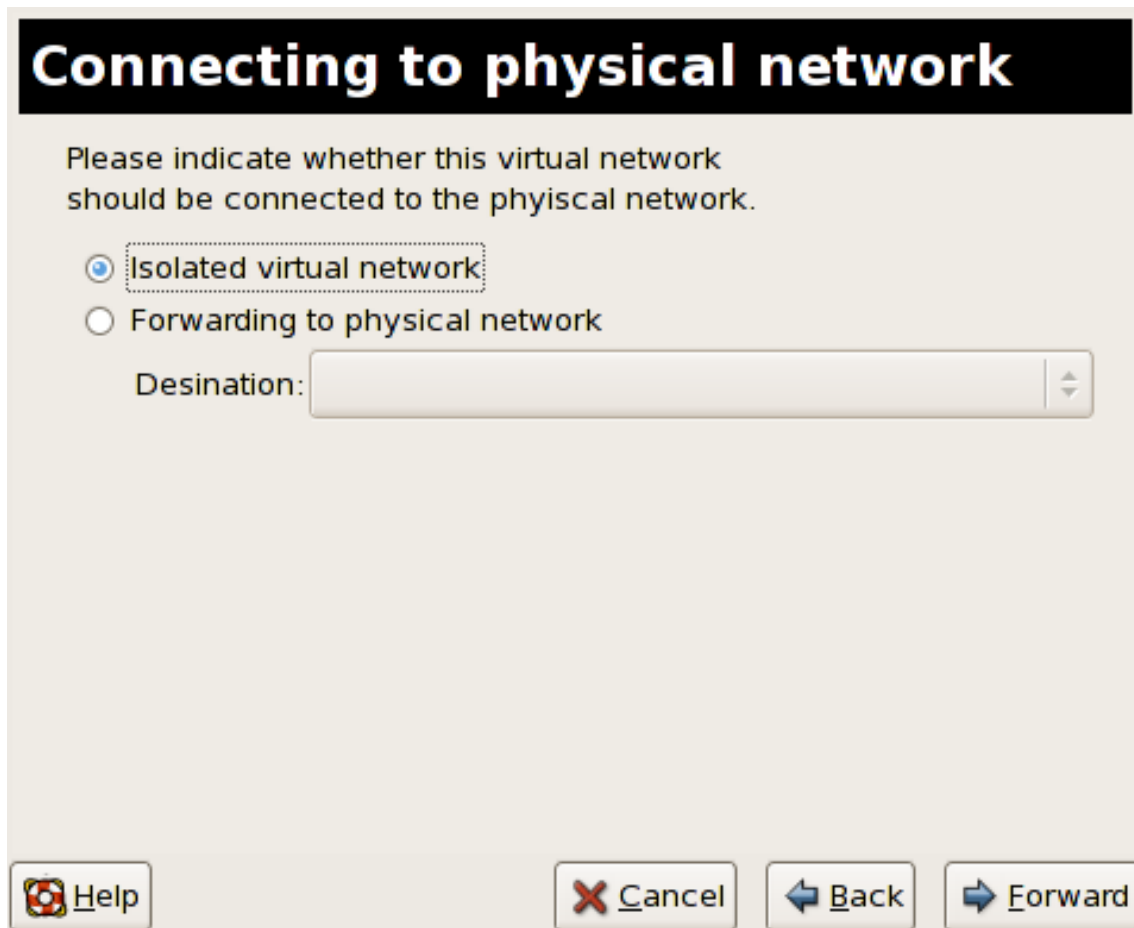 Connecting to physical network
Please indicate whether this virtual network
should be connected to the phyiscal network.
Isolated virtual network
Forwarding to physical network
Desination:
Help
Cancel
Back
Forward